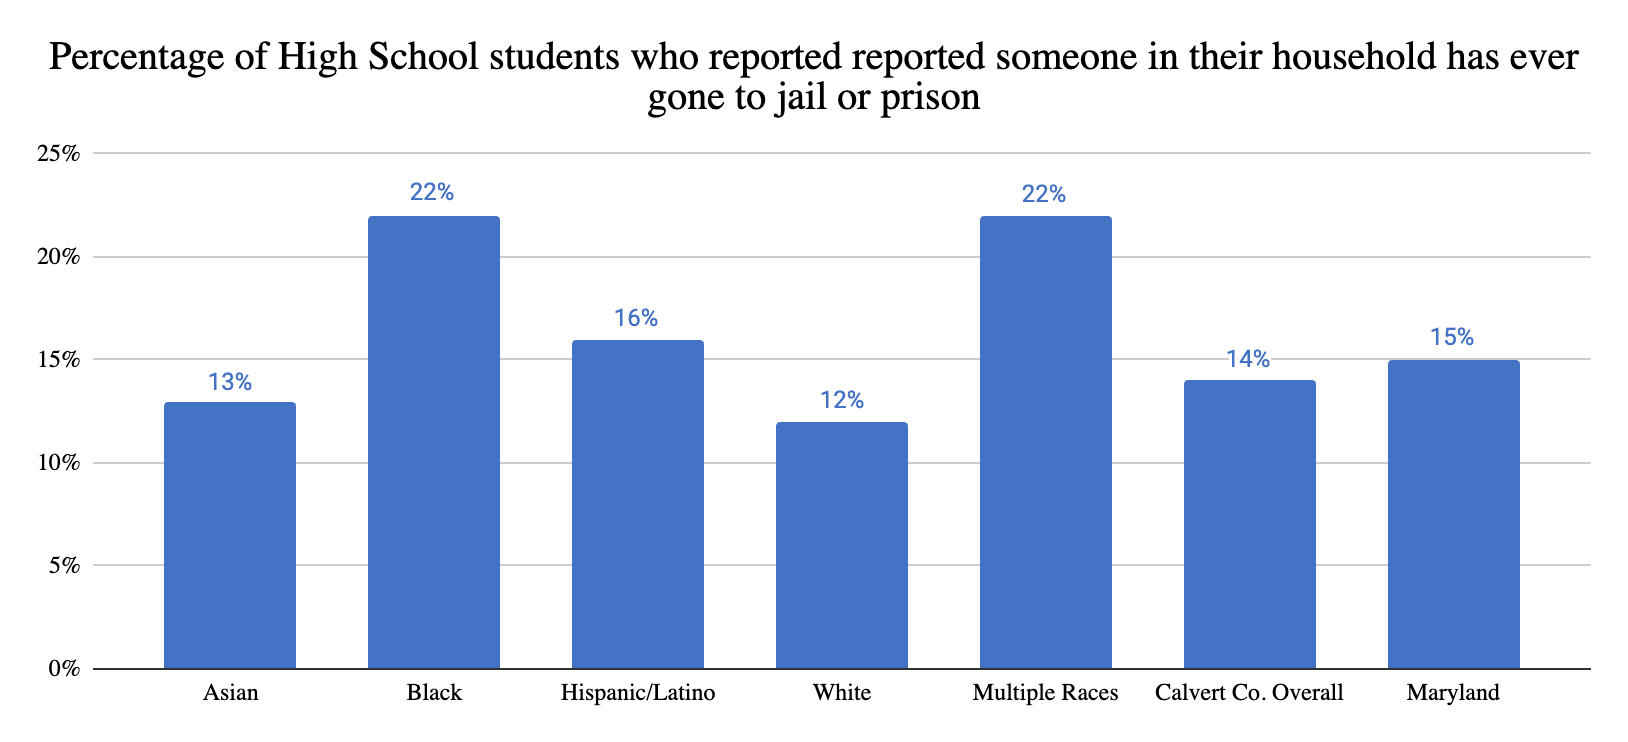 Percentage of High School students who reported reported someone in their household has ever
gone to jail or prison
25%
20%
15%
10%
5%
0%
13%
22%
16%
12%
22%
14%
15%
Asian
Black
Hispanic/Latino
White
Multiple Races
Calvert Co. Overall
Maryland